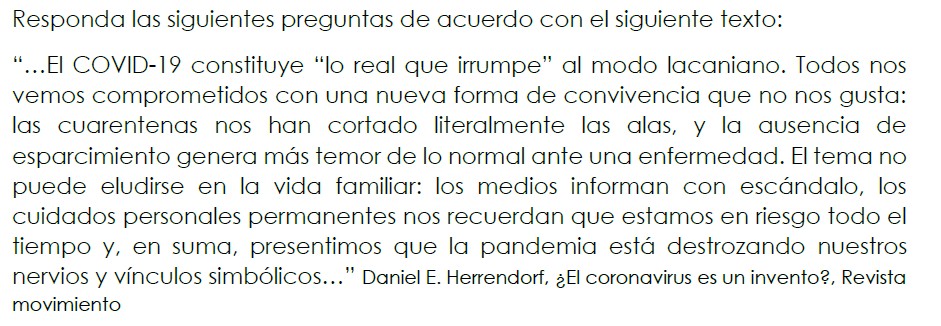 Responda las siguientes preguntas de acuerdo con el siguiente texto:
“…El COVID-19 constituye “lo real que irrumpe” al modo lacaniano. Todos nos
vemos comprometidos con una nueva forma de convivencia que no nos gusta:
las cuarentenas nos han cortado literalmente las alas, y la ausencia de
esparcimiento genera más temor de lo normal ante una enfermedad. El tema no
puede eludirse en la vida familiar: los medios informan con escándalo, los
cuidados personales permanentes nos recuerdan que estamos en riesgo todo el
tiempo y, en suma, presentimos que la pandemia está destrozando nuestros
nervios y vínculos simbólicos…” Daniel E. Herrendorf, ¿El coronavirus es un invento?, Revista
movimiento